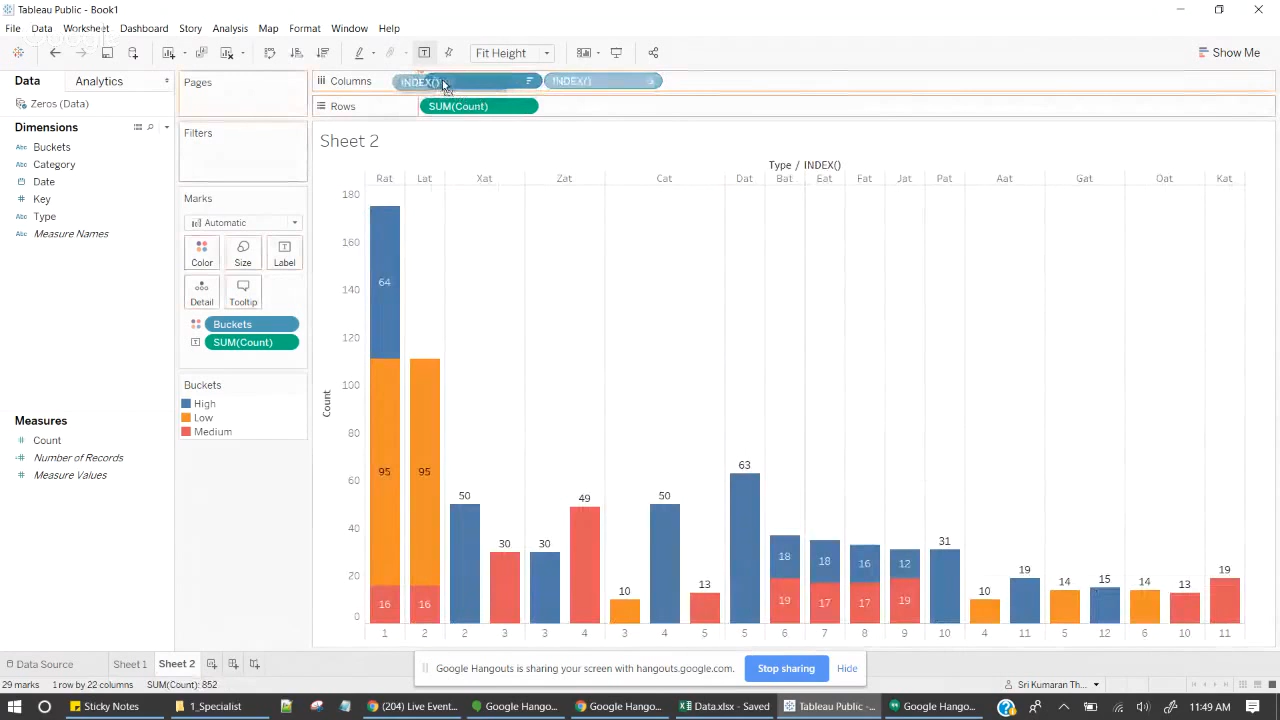 Tableau Public - Book1
File Data Worksheet Dashboard Story Analysis Map Format Window Help
Fit Height
Show Me
Data Analytics
Zeros (Data)
Dimensions
Abc Buckets
Abc Category
Date
# Key
Abc Type
Abc Measure Names
Measures
# Count
# Number of Records
# Measure Values
Pages
Filters
Marks
Automatic
Color Size Label
Detail Tooltip
Buckets
SUM(Count)
Buckets
High
Low
Medium
Columns INDEX() INDEX()
Rows SUM(Count)
Sheet 2
Type / INDEX()
Rat Lat Xat Zat Cat Dat Bat Eat Fat Jat Pat Aat Gat Oat Kat
180
160
140
120
100
80
60
40
20
0
Count
64
95 95
16 16
50
30
30
49
10
50
13
63
18
19
18
17
16
17
12
19
31
10
19
14
15
14
13
19
1 2 2 3 3 4 3 4 5 5 6 7 8 9 10 4 11 5 12 6 10 11
Data Source Sheet 1 Sheet 2
Google Hangouts is sharing your screen with hangouts.google.com. Stop sharing Hide
29 marks 1 row by 22 columns SUM(Count): 852
Sri Kumaran Th...
Sticky Notes 1_Specialist (204) Live Event... Google Hango... Google Hango... Data.xlsx - Saved Tableau Public -... Google Hango... 11:49 AM